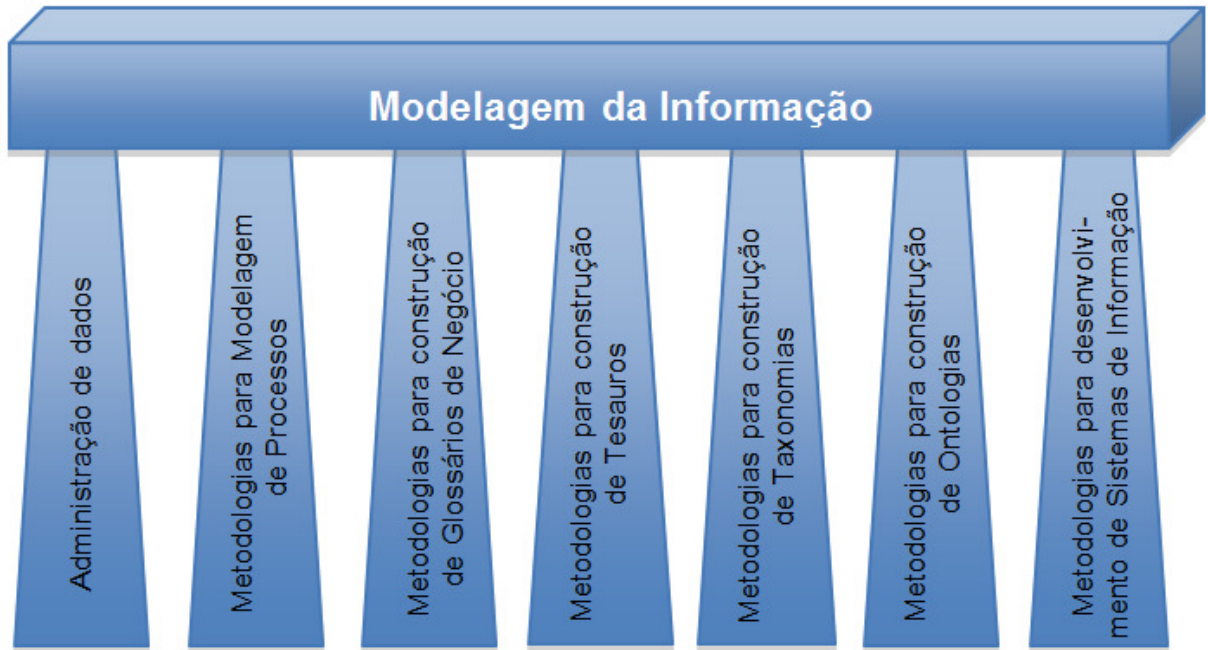 Modelagem da Informação
Administração de dados
Metodologias para Modelagem
de Processos
Metodologias para construção
de Glossários de Negócio
Metodologias para construção
de Tesauros
Metodologias para construção
de Taxonomias
Metodologias para construção
de Ontologias
Metodologias para desenvolvi-
mento de Sistemas de Informação